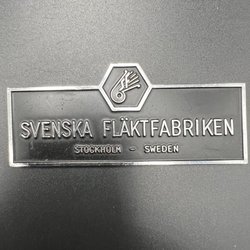 SVENSKA FLÄKTFABRIKEN
STOCKHOLM - SWEDEN